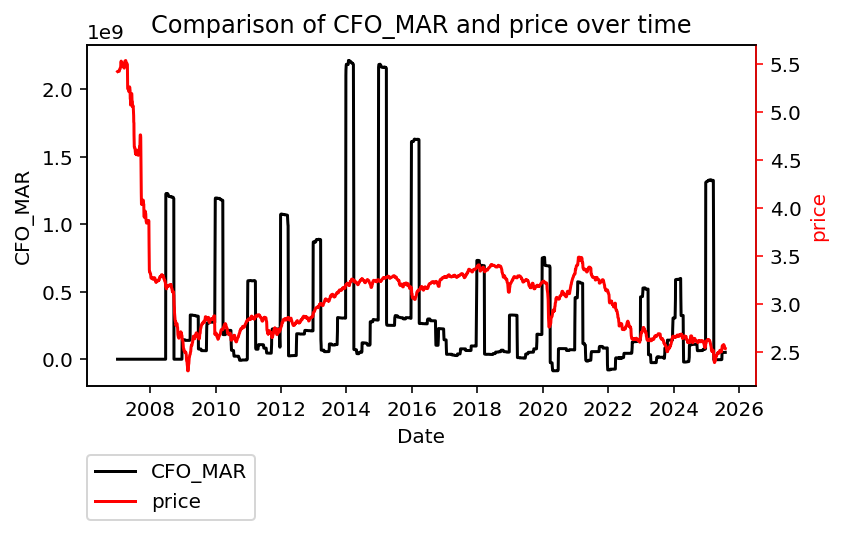 Comparison of CFO_MAR and price over time
1e9
2.0
1.5
1.0
0.5
0.0
CFO_MAR
5.5
5.0
4.5
4.0
3.5
3.0
2.5
price
2008 2010 2012 2014 2016 2018 2020 2022 2024 2026
Date
CFO_MAR
price